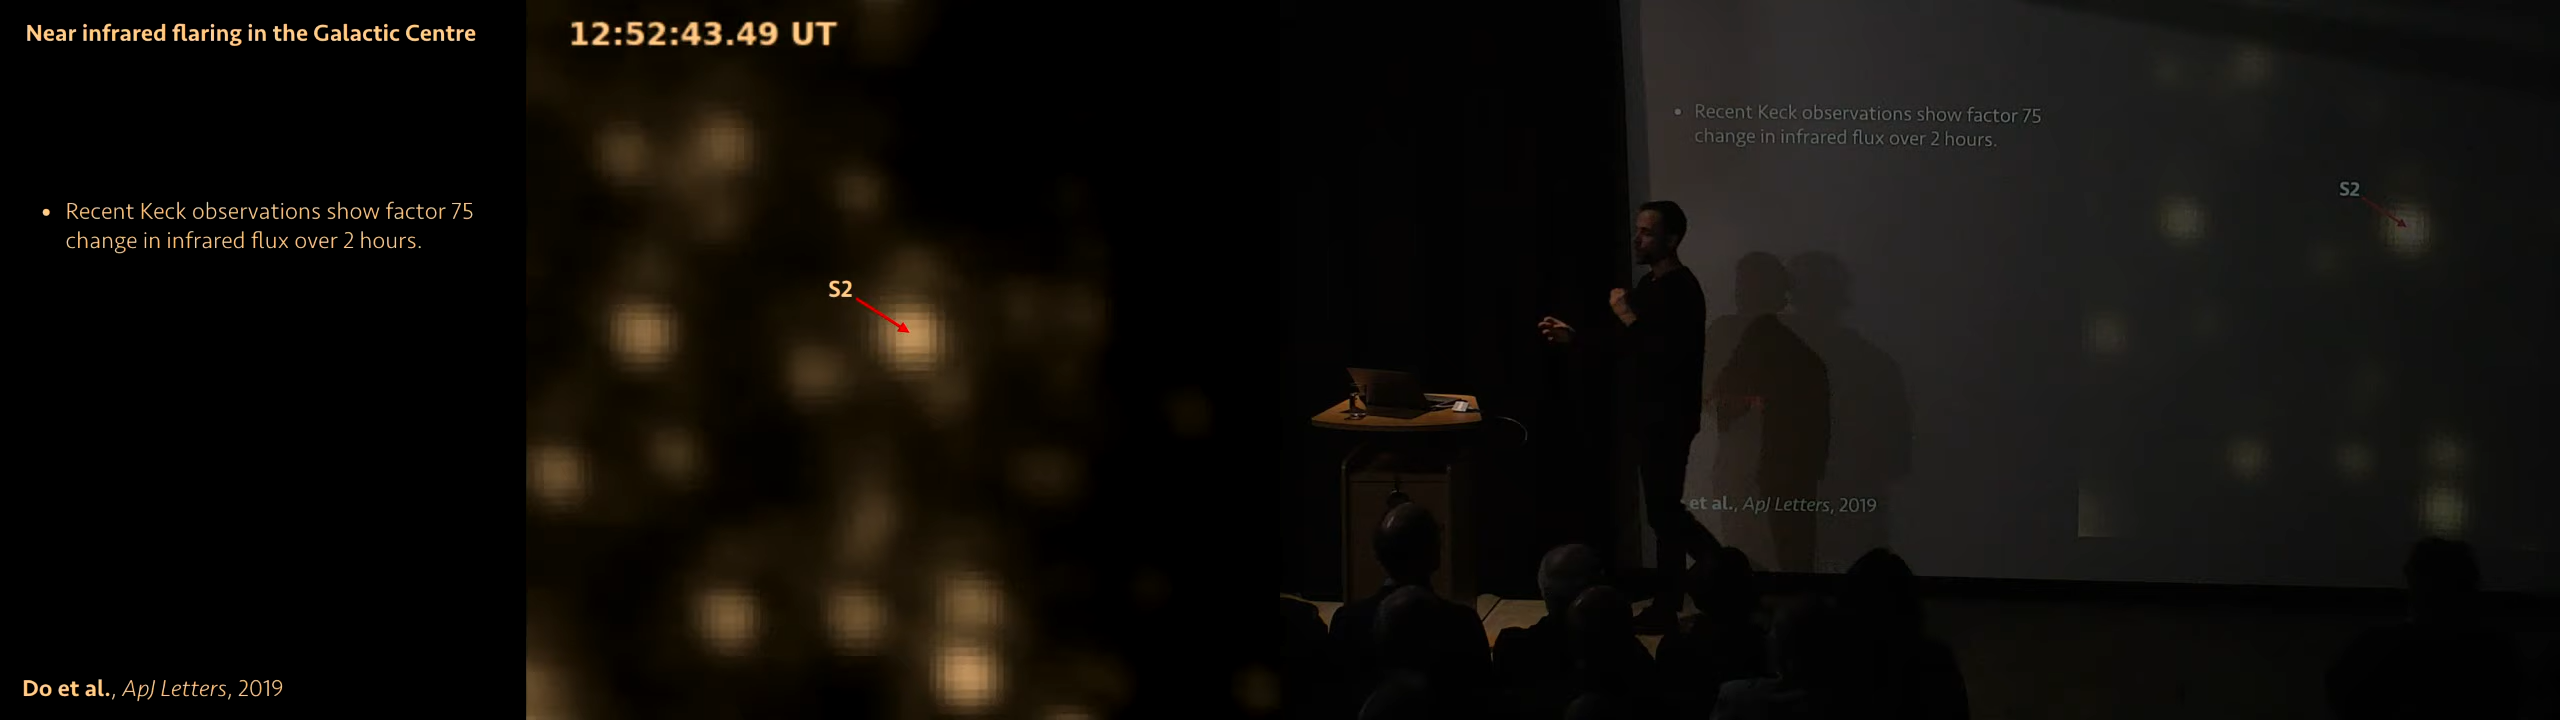 Near infrared flaring in the Galactic Centre
• Recent Keck observations show factor 75
change in infrared flux over 2 hours.
Do et al., ApJ Letters, 2019
12:52:43.49 UT
S2
• Recent Keck observations show factor 75
change in infrared flux over 2 hours.
S2
et al., ApJ Letters, 2019